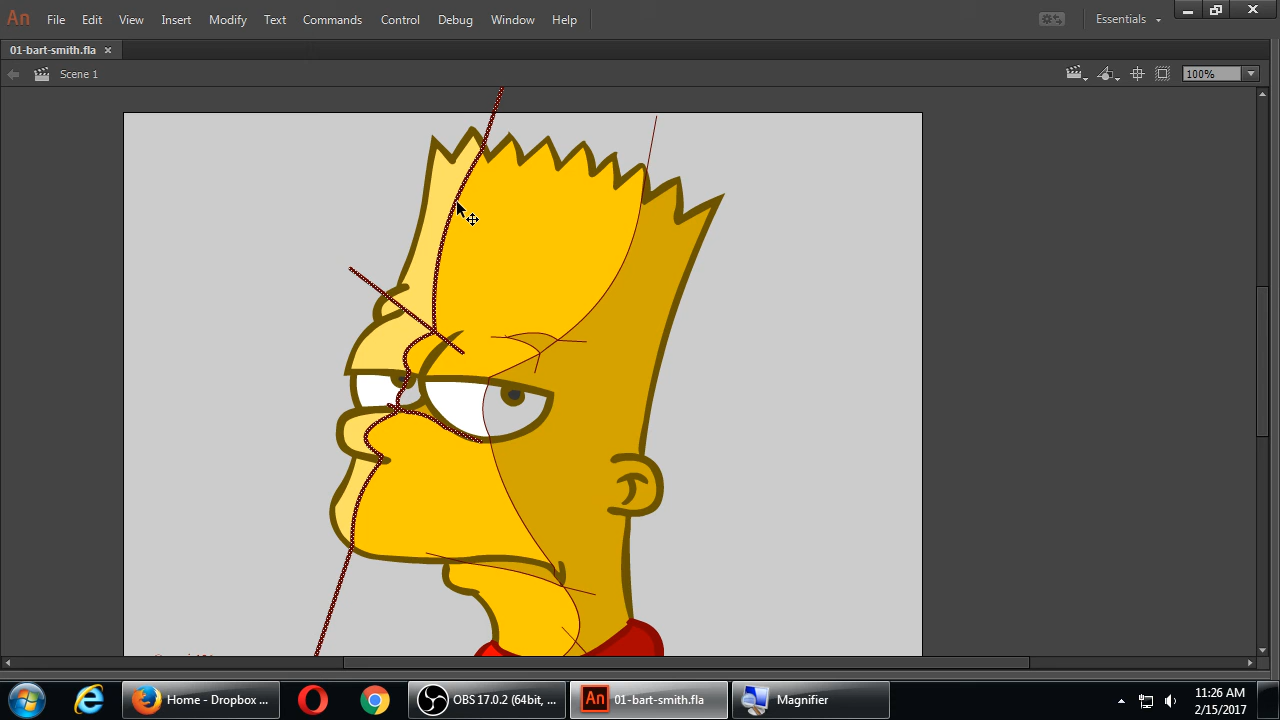 An File Edit View Insert Modify Text Commands Control Debug Window Help Essentials
01-bart-smith.fla ×
Scene 1 100%
Home - Dropbox ... OBS 17.0.2 (64bit, ... An 01-bart-smith.fla Magnifier 11:26 AM
2/15/2017